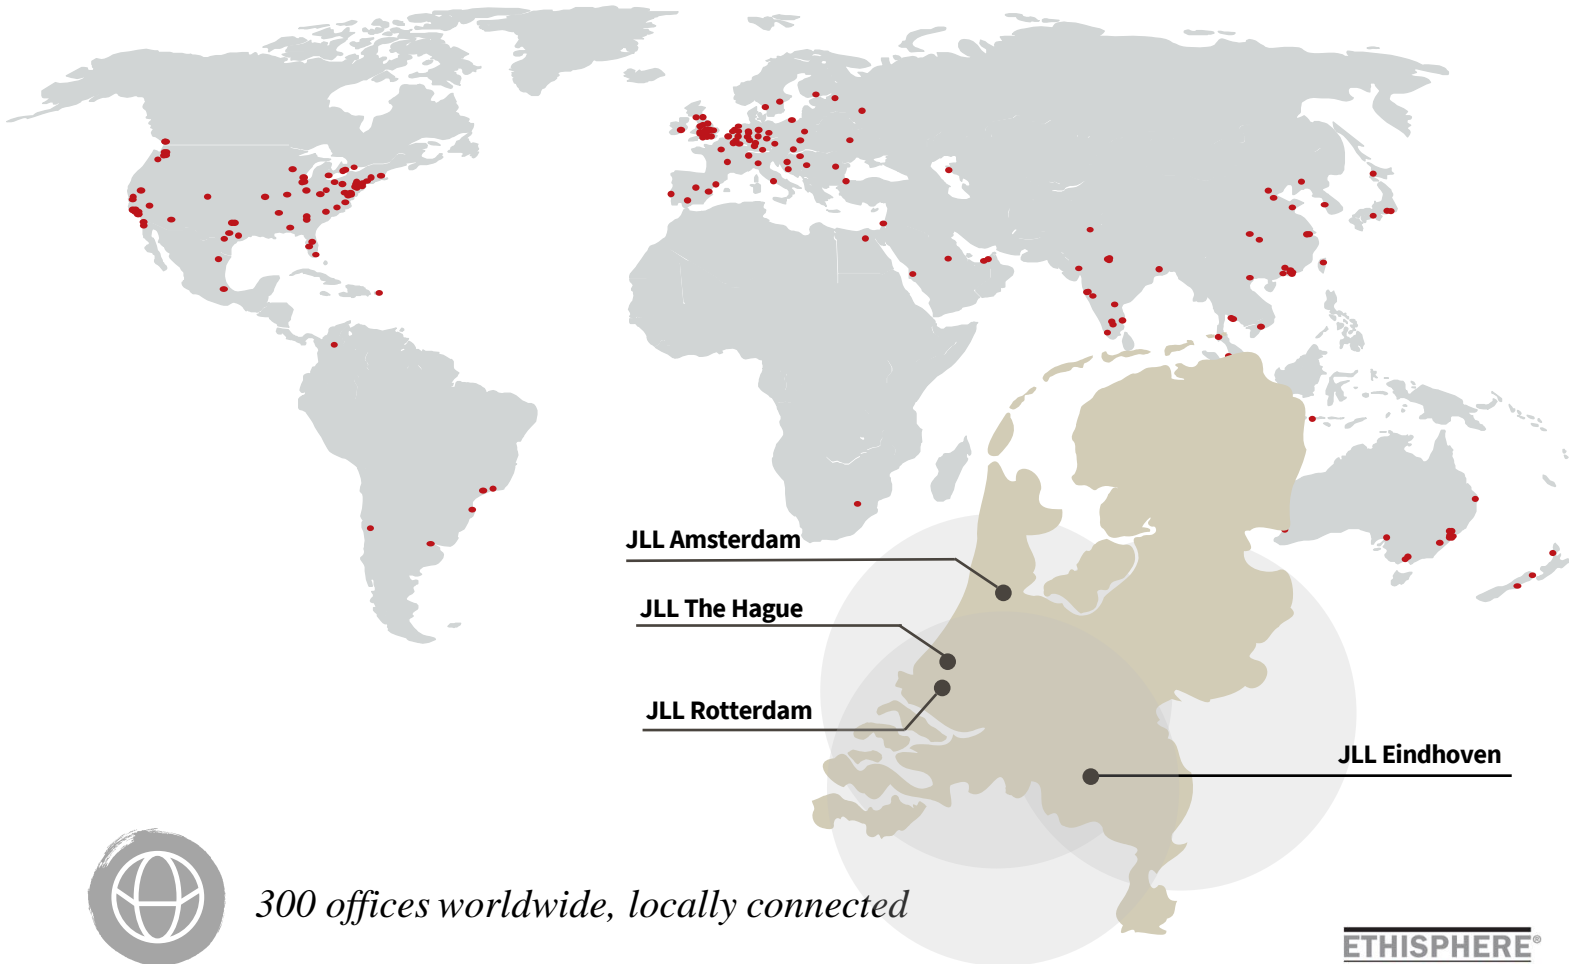 JLL Amsterdam
JLL The Hague
JLL Rotterdam
JLL Eindhoven
300 offices worldwide, locally connected
ETHISPHERE®